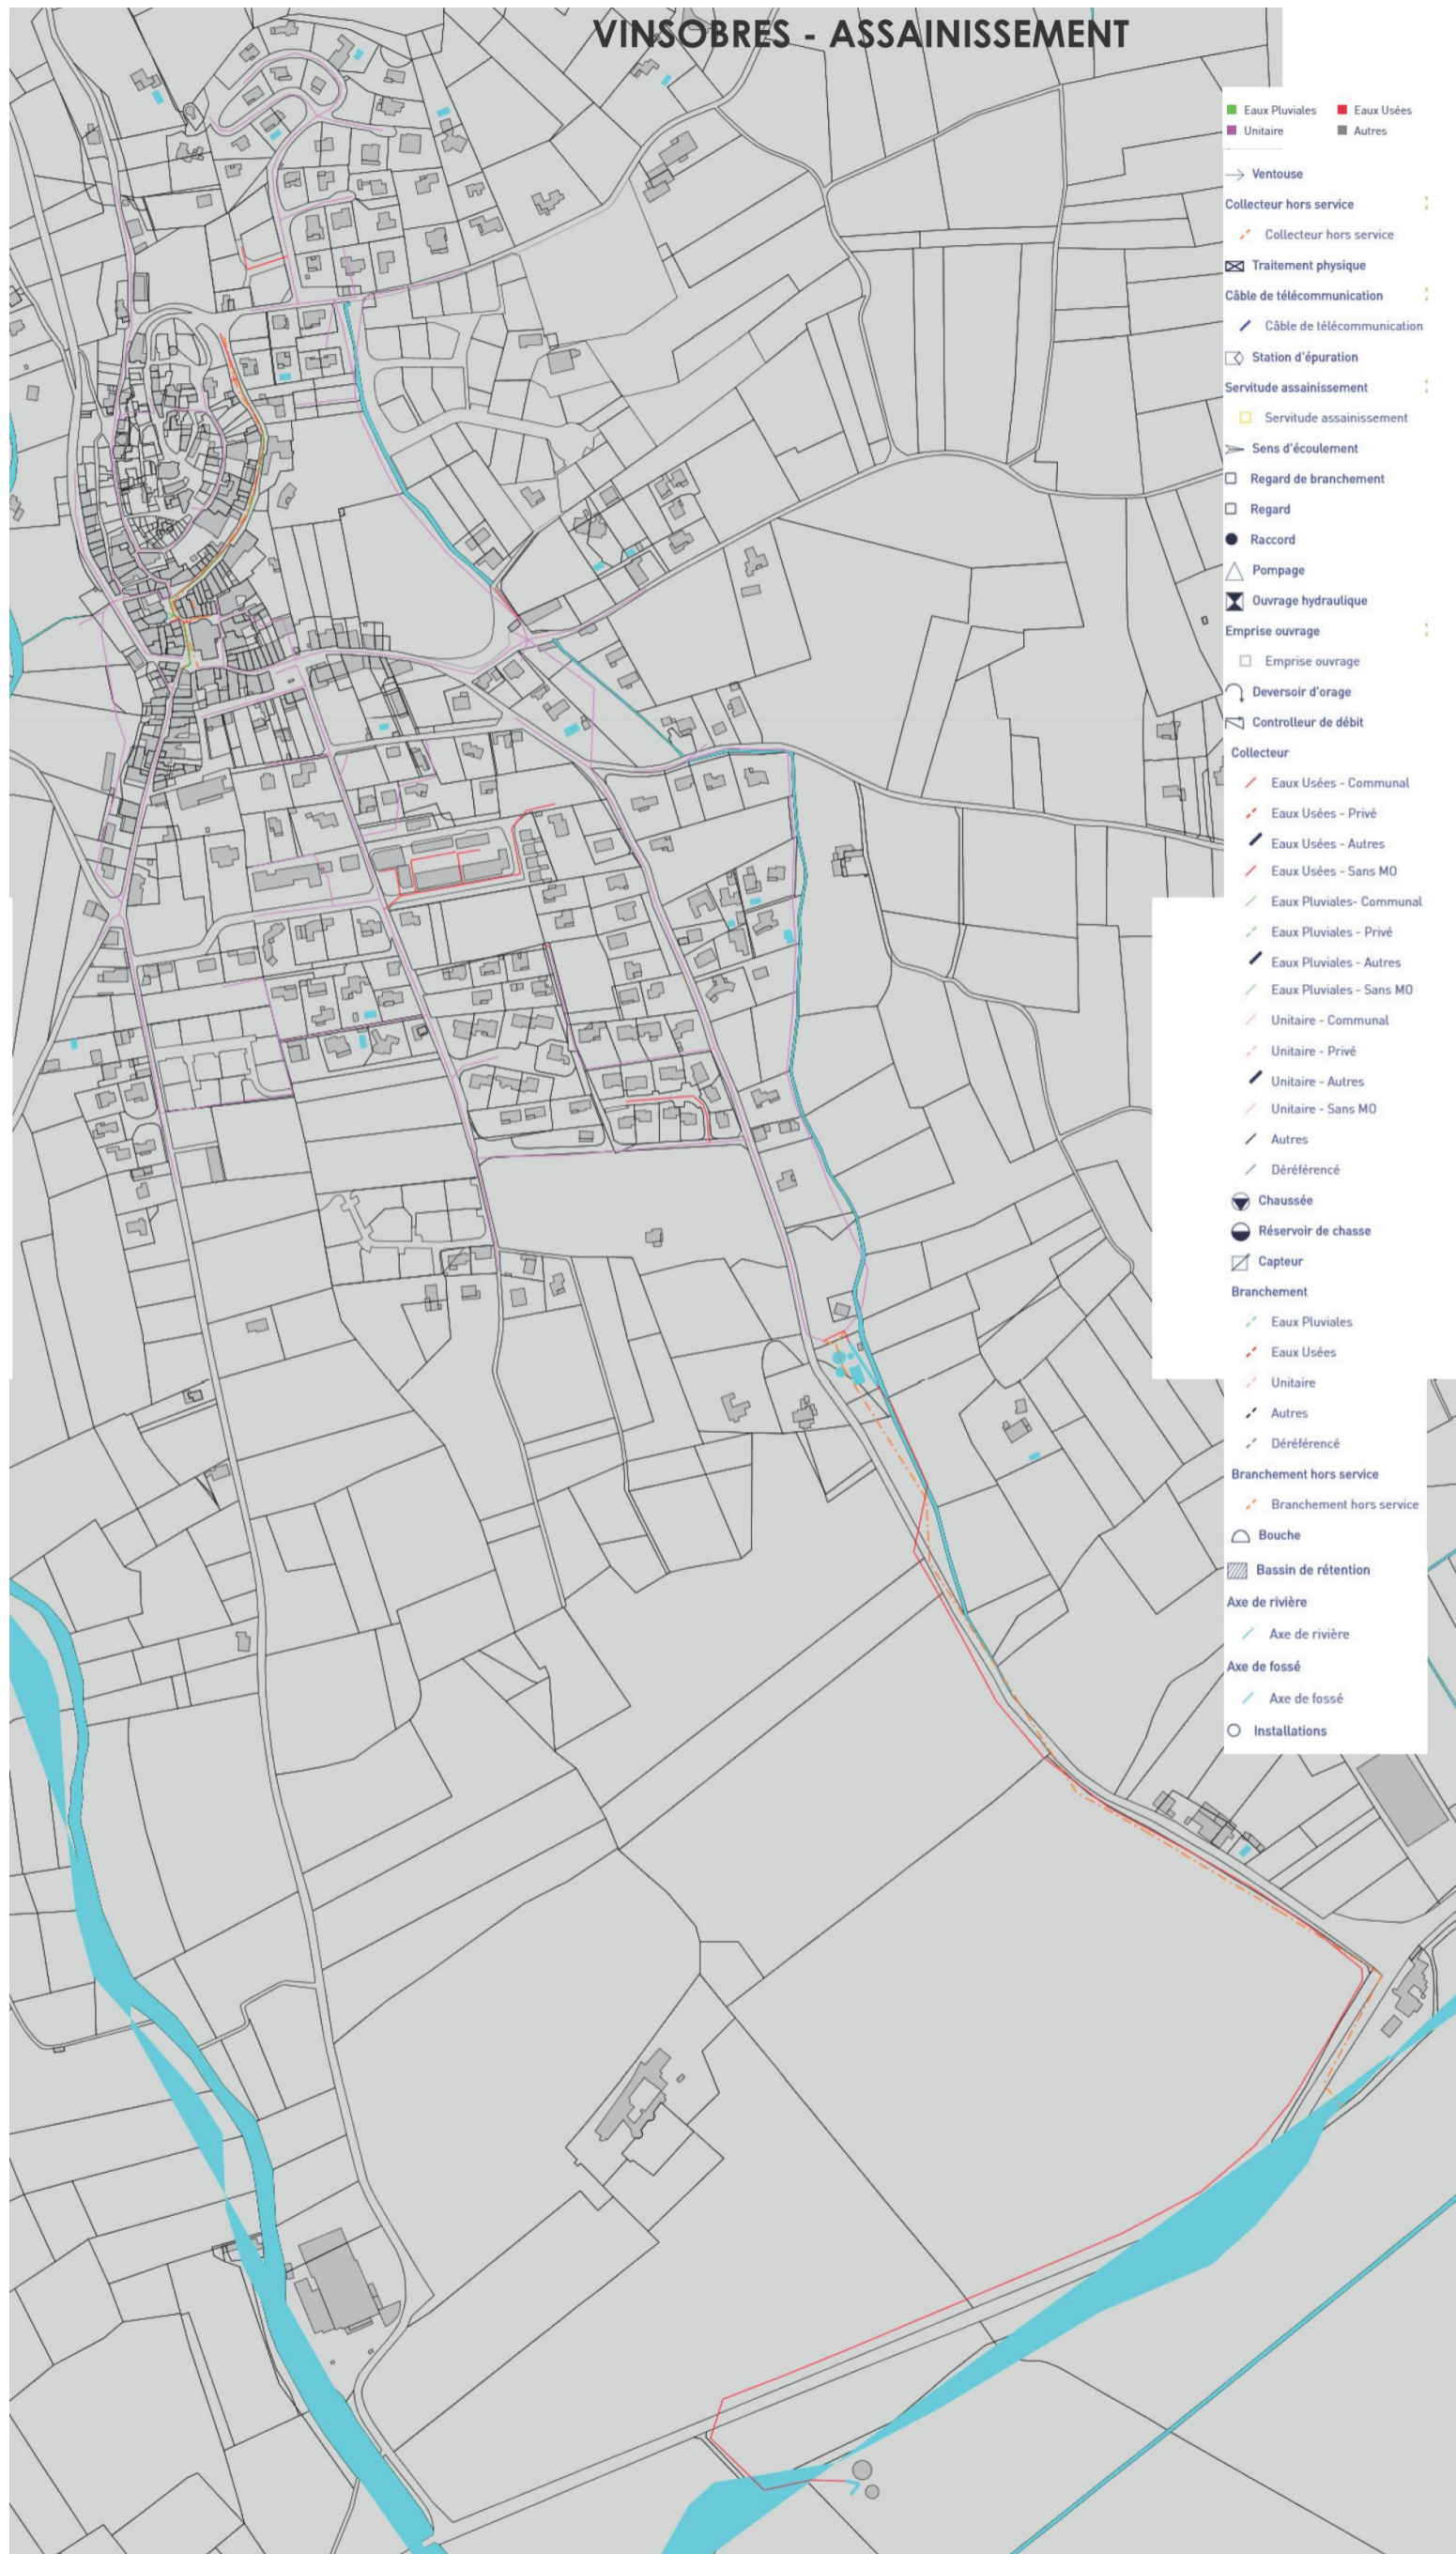 VINSOBRES - ASSAINISSEMENT
Eaux Pluviales Eaux Usées
Unitaire Autres
Ventouse
Collecteur hors service
Collecteur hors service
Traitement physique
Câble de télécommunication
Câble de télécommunication
Station d'épuration
Servitude assainissement
Servitude assainissement
Sens d'écoulement
Regard de branchement
Regard
Raccord
Pompage
Ouvrage hydraulique
Emprise ouvrage
Emprise ouvrage
Deversoir d'orage
Controlleur de débit
Collecteur
Eaux Usées - Communal
Eaux Usées - Privé
Eaux Usées - Autres
Eaux Usées - Sans MO
Eaux Pluviales- Communal
Eaux Pluviales - Privé
Eaux Pluviales - Autres
Eaux Pluviales - Sans MO
Unitaire - Communal
Unitaire - Privé
Unitaire - Autres
Unitaire - Sans MO
Autres
Déréférencé
Chaussée
Réservoir de chasse
Capteur
Branchement
Eaux Pluviales
Eaux Usées
Unitaire
Autres
Déréférencé
Branchement hors service
Branchement hors service
Bouche
Bassin de rétention
Axe de rivière
Axe de rivière
Axe de fossé
Axe de fossé
Installations